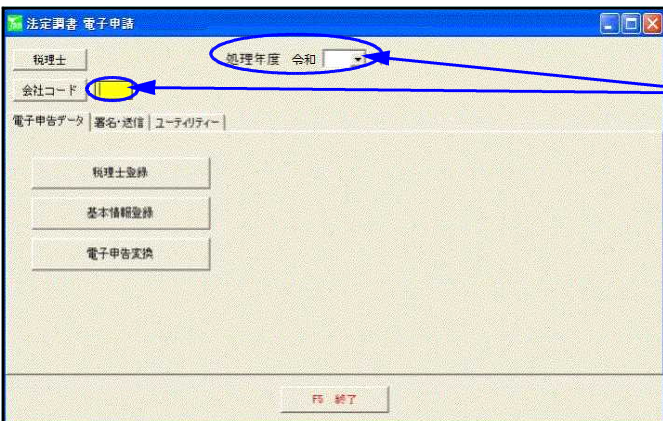 法定調書 電子申請
税理士 処理年度 令和
会社コード
電子申告データ 署名・送信 ユーティリティー
税理士登録
基本情報登録
電子申告変換
F5 終了